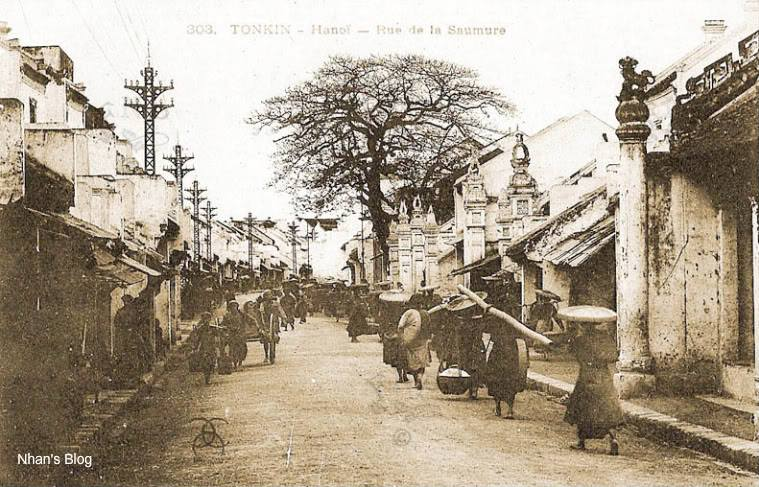 303. TONKIN - Hanoï - Rue de la Saumure
Nhan's Blog